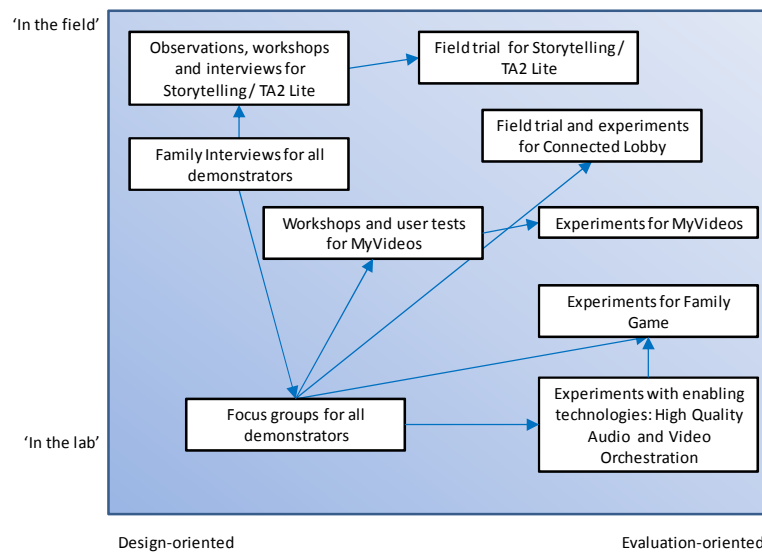 ‘In the field’
Observations, workshops
and interviews for
Storytelling/ TA2 Lite
Field trial for Storytelling/
TA2 Lite
Field trial and experiments
for Connected Lobby
Family Interviews for all
demonstrators
Workshops and user tests
for MyVideos
Experiments for MyVideos
Experiments for Family
Game
Focus groups for all
demonstrators
Experiments with enabling
technologies: High Quality
Audio and Video
Orchestration
‘In the lab’
Design-oriented
Evaluation-oriented